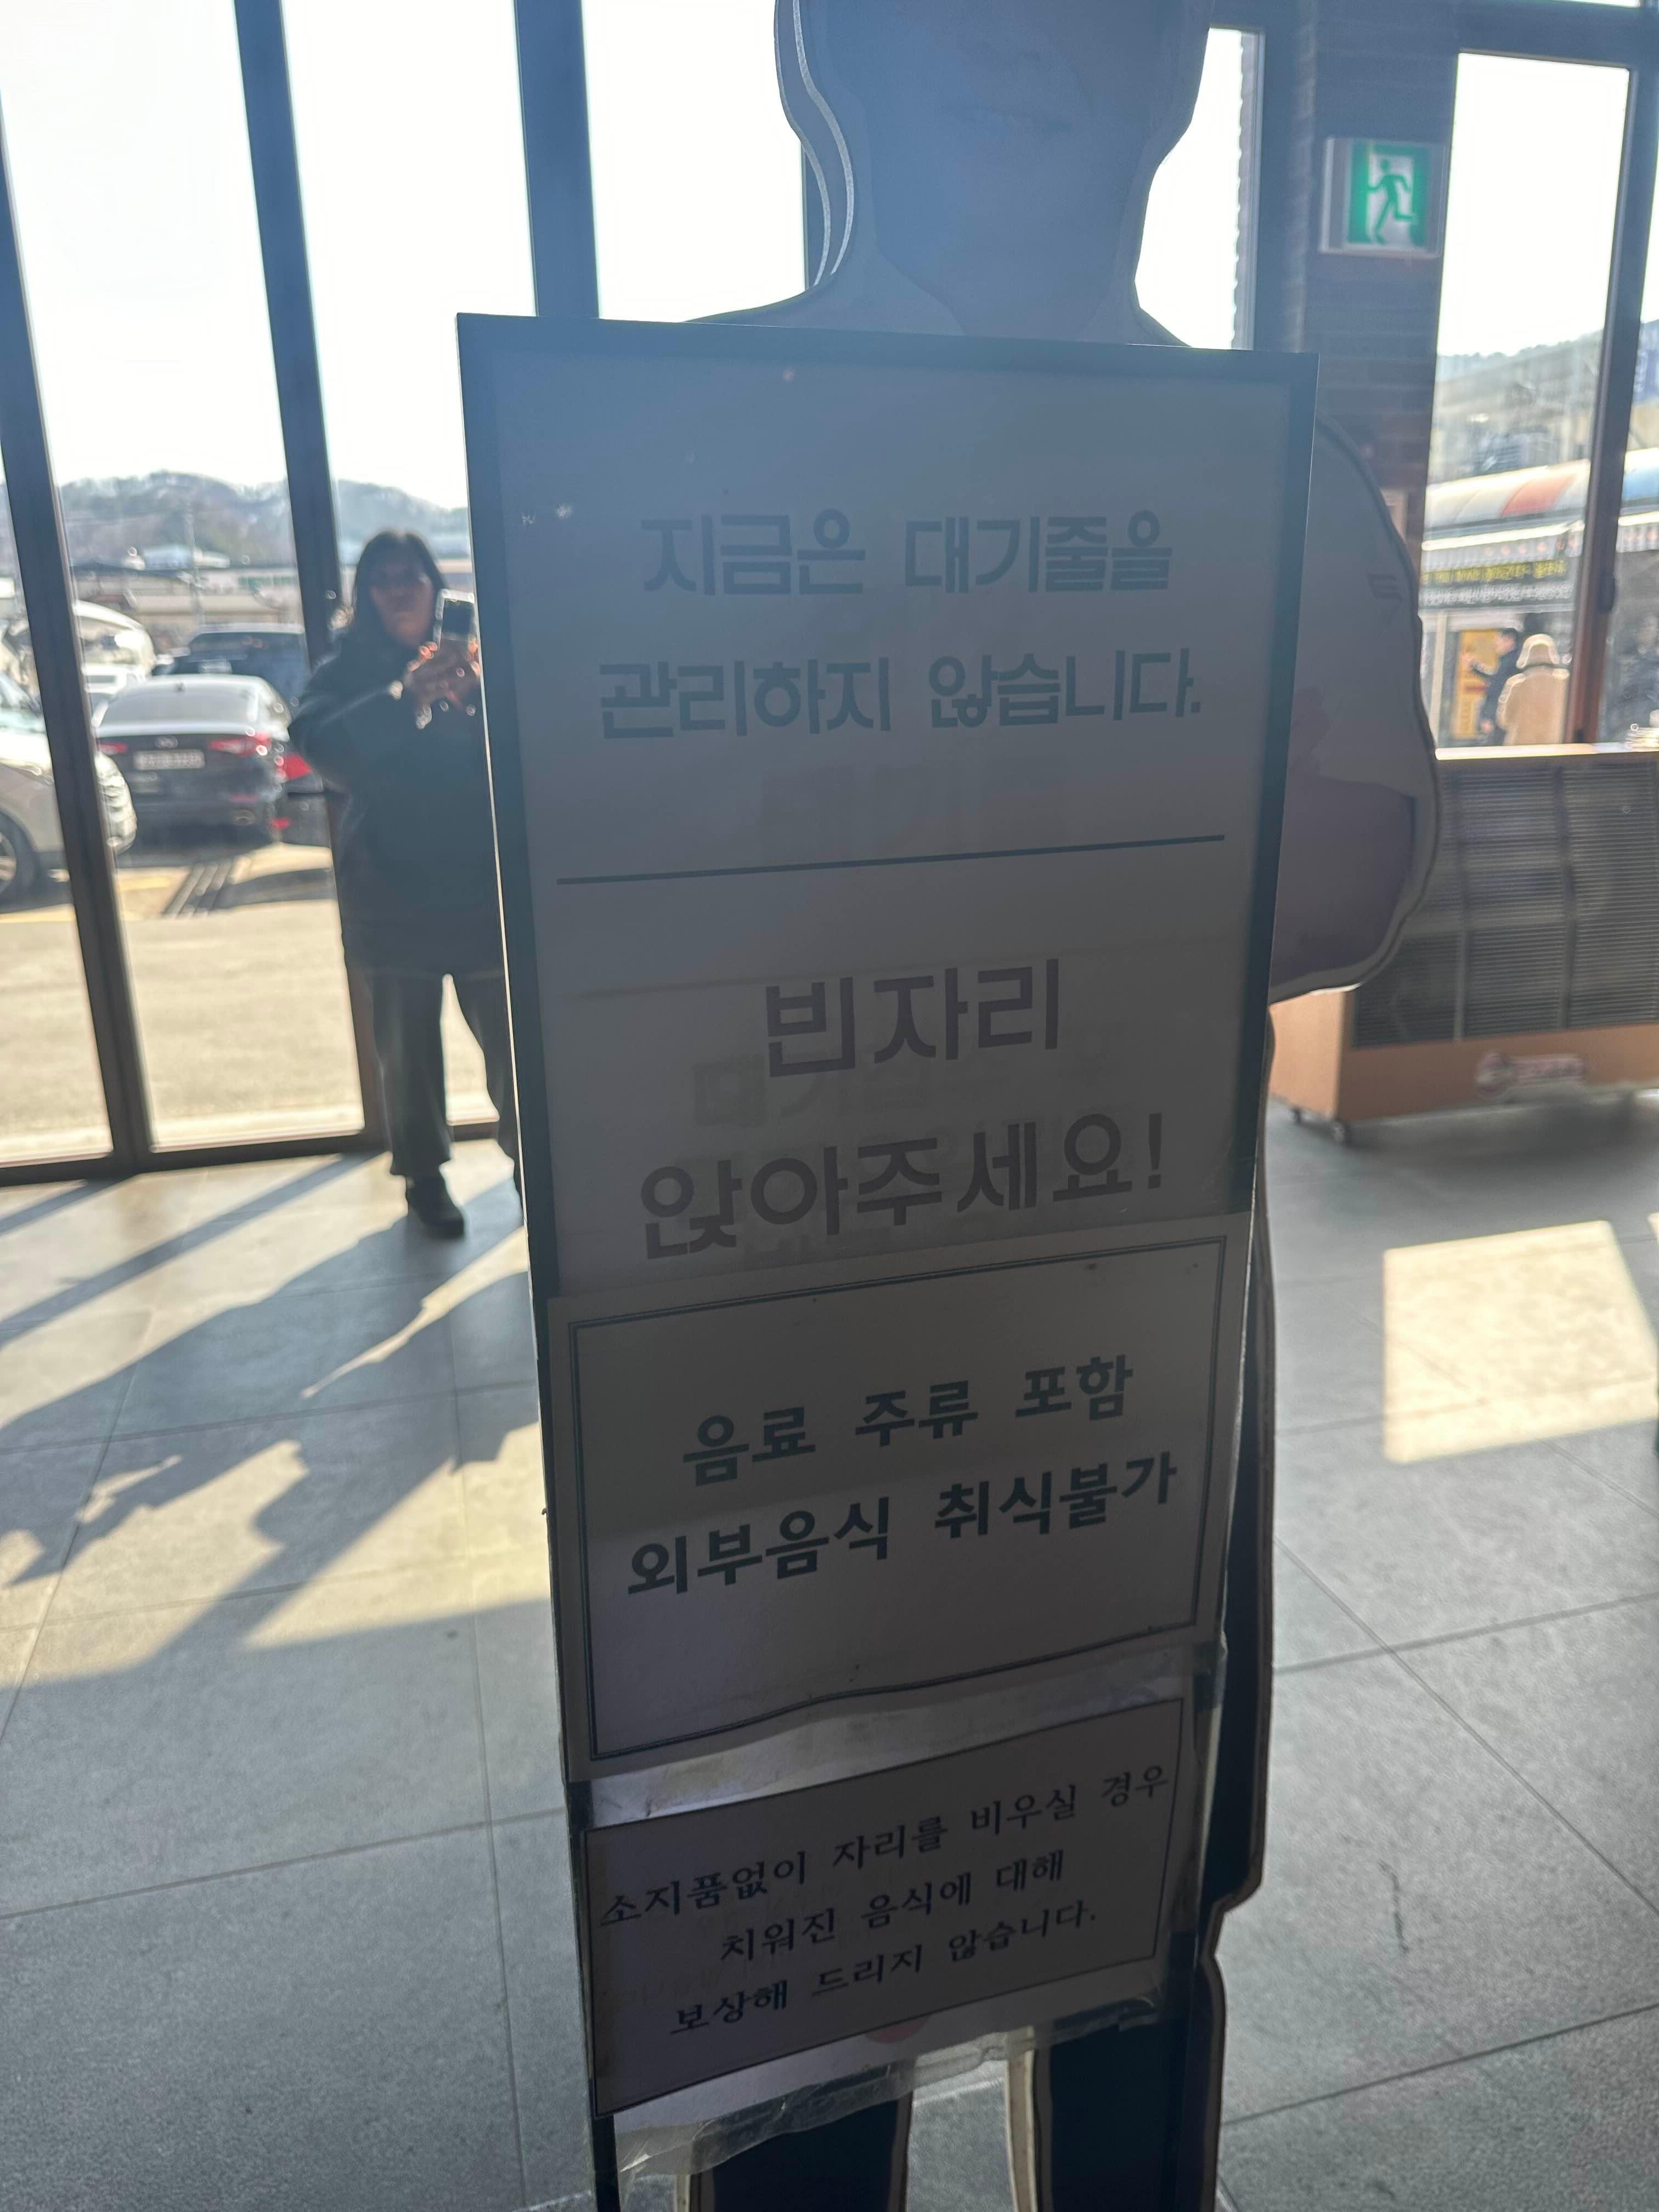 지금은 대기줄을
관리하지 않습니다.
빈자리
앉아주세요!
음료 주류 포함
외부음식 취식불가
소지품없이 자리를 비우실 경우
치워진 음식에 대해
보상해 드리지 않습니다.